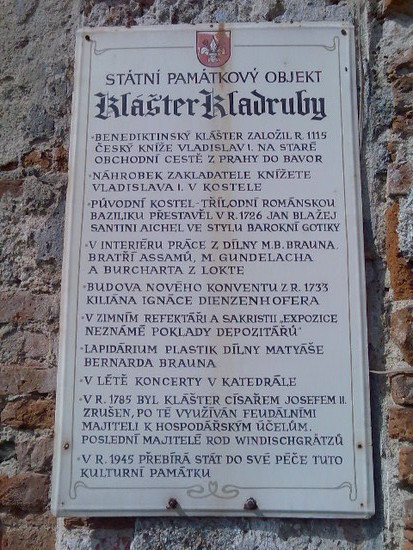 STÁTNÍ PAMÁTKOVÝ OBJEKT
Klášter Kladruby
•BENEDIKTINSKÝ KLÁŠTER ZALOŽIL R. 1115
ČESKÝ KNÍŽE VLADISLAV I. NA STARÉ
OBCHODNÍ CESTĚ Z PRAHY DO BAVOR
•NÁHROBEK ZAKLADATELE KNÍŽETE
VLADISLAVA I. V KOSTELE
•PŮVODNÍ KOSTEL-TŘÍLODNÍ ROMÁNSKOU
BAZILIKU PŘESTAVĚL V R. 1726 JAN BLAŽEJ
SANTINI AICHEL VE STYLU BAROKNÍ GOTIKY
•V INTERIÉRU PRÁCE Z DÍLNY M.B. BRAUNA
BRATŘÍ ASSAMŮ, M. GUNDELACHA
A BURCHARTA Z LOKTE
•BUDOVA NOVÉHO KONVENTU Z R. 1733
KILIÁNA IGNÁCE DIENZENHOFERA
•V ZIMNÍM REFEKTÁŘI A SAKRISTII „EXPOZICE
NEZNÁMÉ POKLADY DEPOZITÁŘŮ"
•LAPIDÁRIUM PLASTIK DÍLNY MATYÁŠE
BERNARDA BRAUNA
•V LÉTĚ KONCERTY V KATEDRÁLE
•V R. 1785 BYL KLÁŠTER CÍSAŘEM JOSEFEM II.
ZRUŠEN, PO TÉ VYUŽÍVÁN FEUDÁLNÍMI
MAJITELI K HOSPODÁŘSKÝM ÚČELŮM.
POSLEDNÍ MAJITELÉ ROD WINDISCHGRÄTZŮ
•V R. 1945 PŘEBÍRÁ STÁT DO SVÉ PÉČE TUTO
KULTURNÍ PAMÁTKU